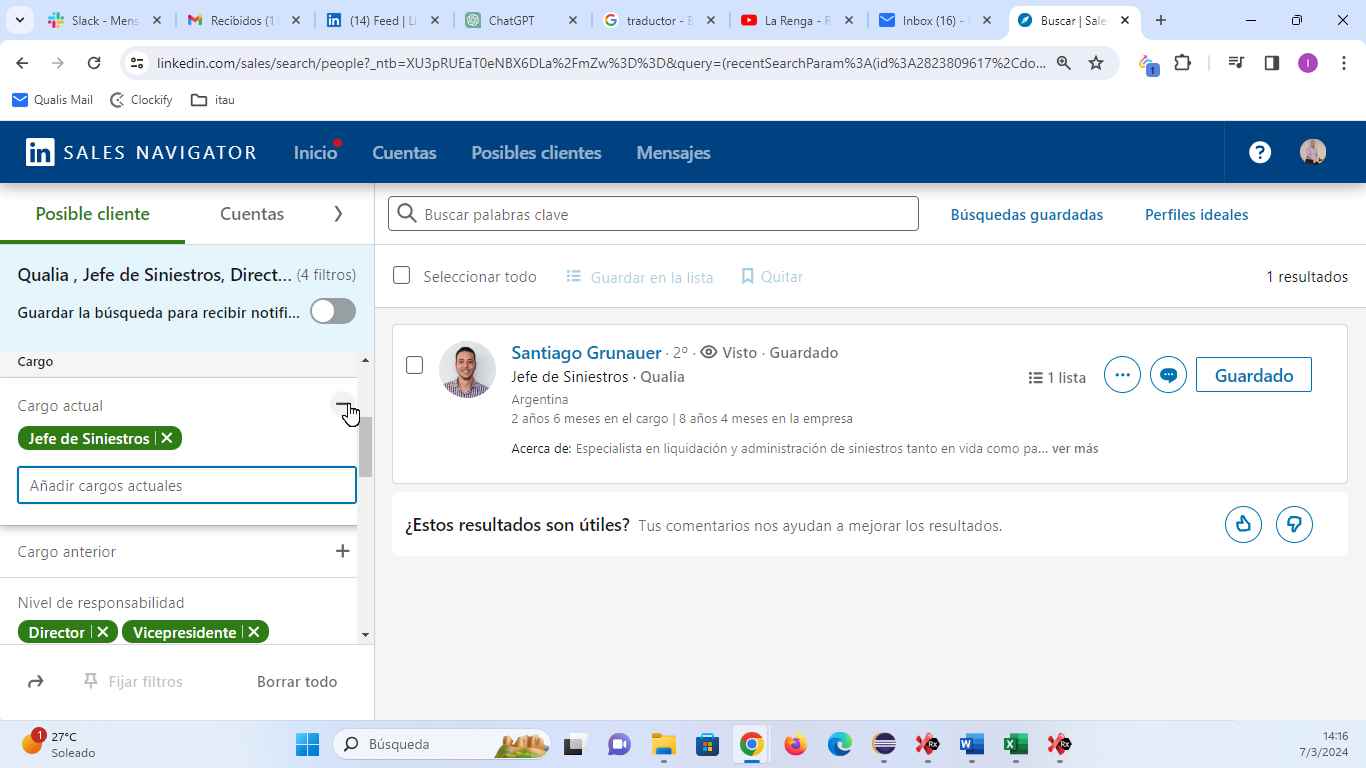 Slack - Mens
Recibidos (1
(14) Feed | Li
ChatGPT
traductor - B
La Renga - R
Inbox (16) -
Buscar | Sale
linkedin.com/sales/search/people?_ntb=XU3pRUEaT0eNBX6DLa%2FmZw%3D%3D&query=(recentSearchParam%3A(id%3A2823809617%2Cdo...
1
I
Qualis Mail
Clockify
itau
in SALES NAVIGATOR
Inicio
Cuentas
Posibles clientes
Mensajes
?
Posible cliente
Cuentas
Buscar palabras clave
Búsquedas guardadas
Perfiles ideales
Qualia , Jefe de Siniestros, Direct... (4 filtros)
Guardar la búsqueda para recibir notifi...
Seleccionar todo
Guardar en la lista
Quitar
1 resultados
Cargo
Cargo actual
Jefe de Siniestros
Añadir cargos actuales
Cargo anterior
Nivel de responsabilidad
Director
Vicepresidente
Fijar filtros
Borrar todo
Santiago Grunauer · 2º · Visto · Guardado
Jefe de Siniestros · Qualia
Argentina
2 años 6 meses en el cargo | 8 años 4 meses en la empresa
Acerca de: Especialista en liquidación y administración de siniestros tanto en vida como pa... ver más
1 lista
Guardado
¿Estos resultados son útiles? Tus comentarios nos ayudan a mejorar los resultados.
1
27°C
Soleado
Búsqueda
14:16
7/3/2024